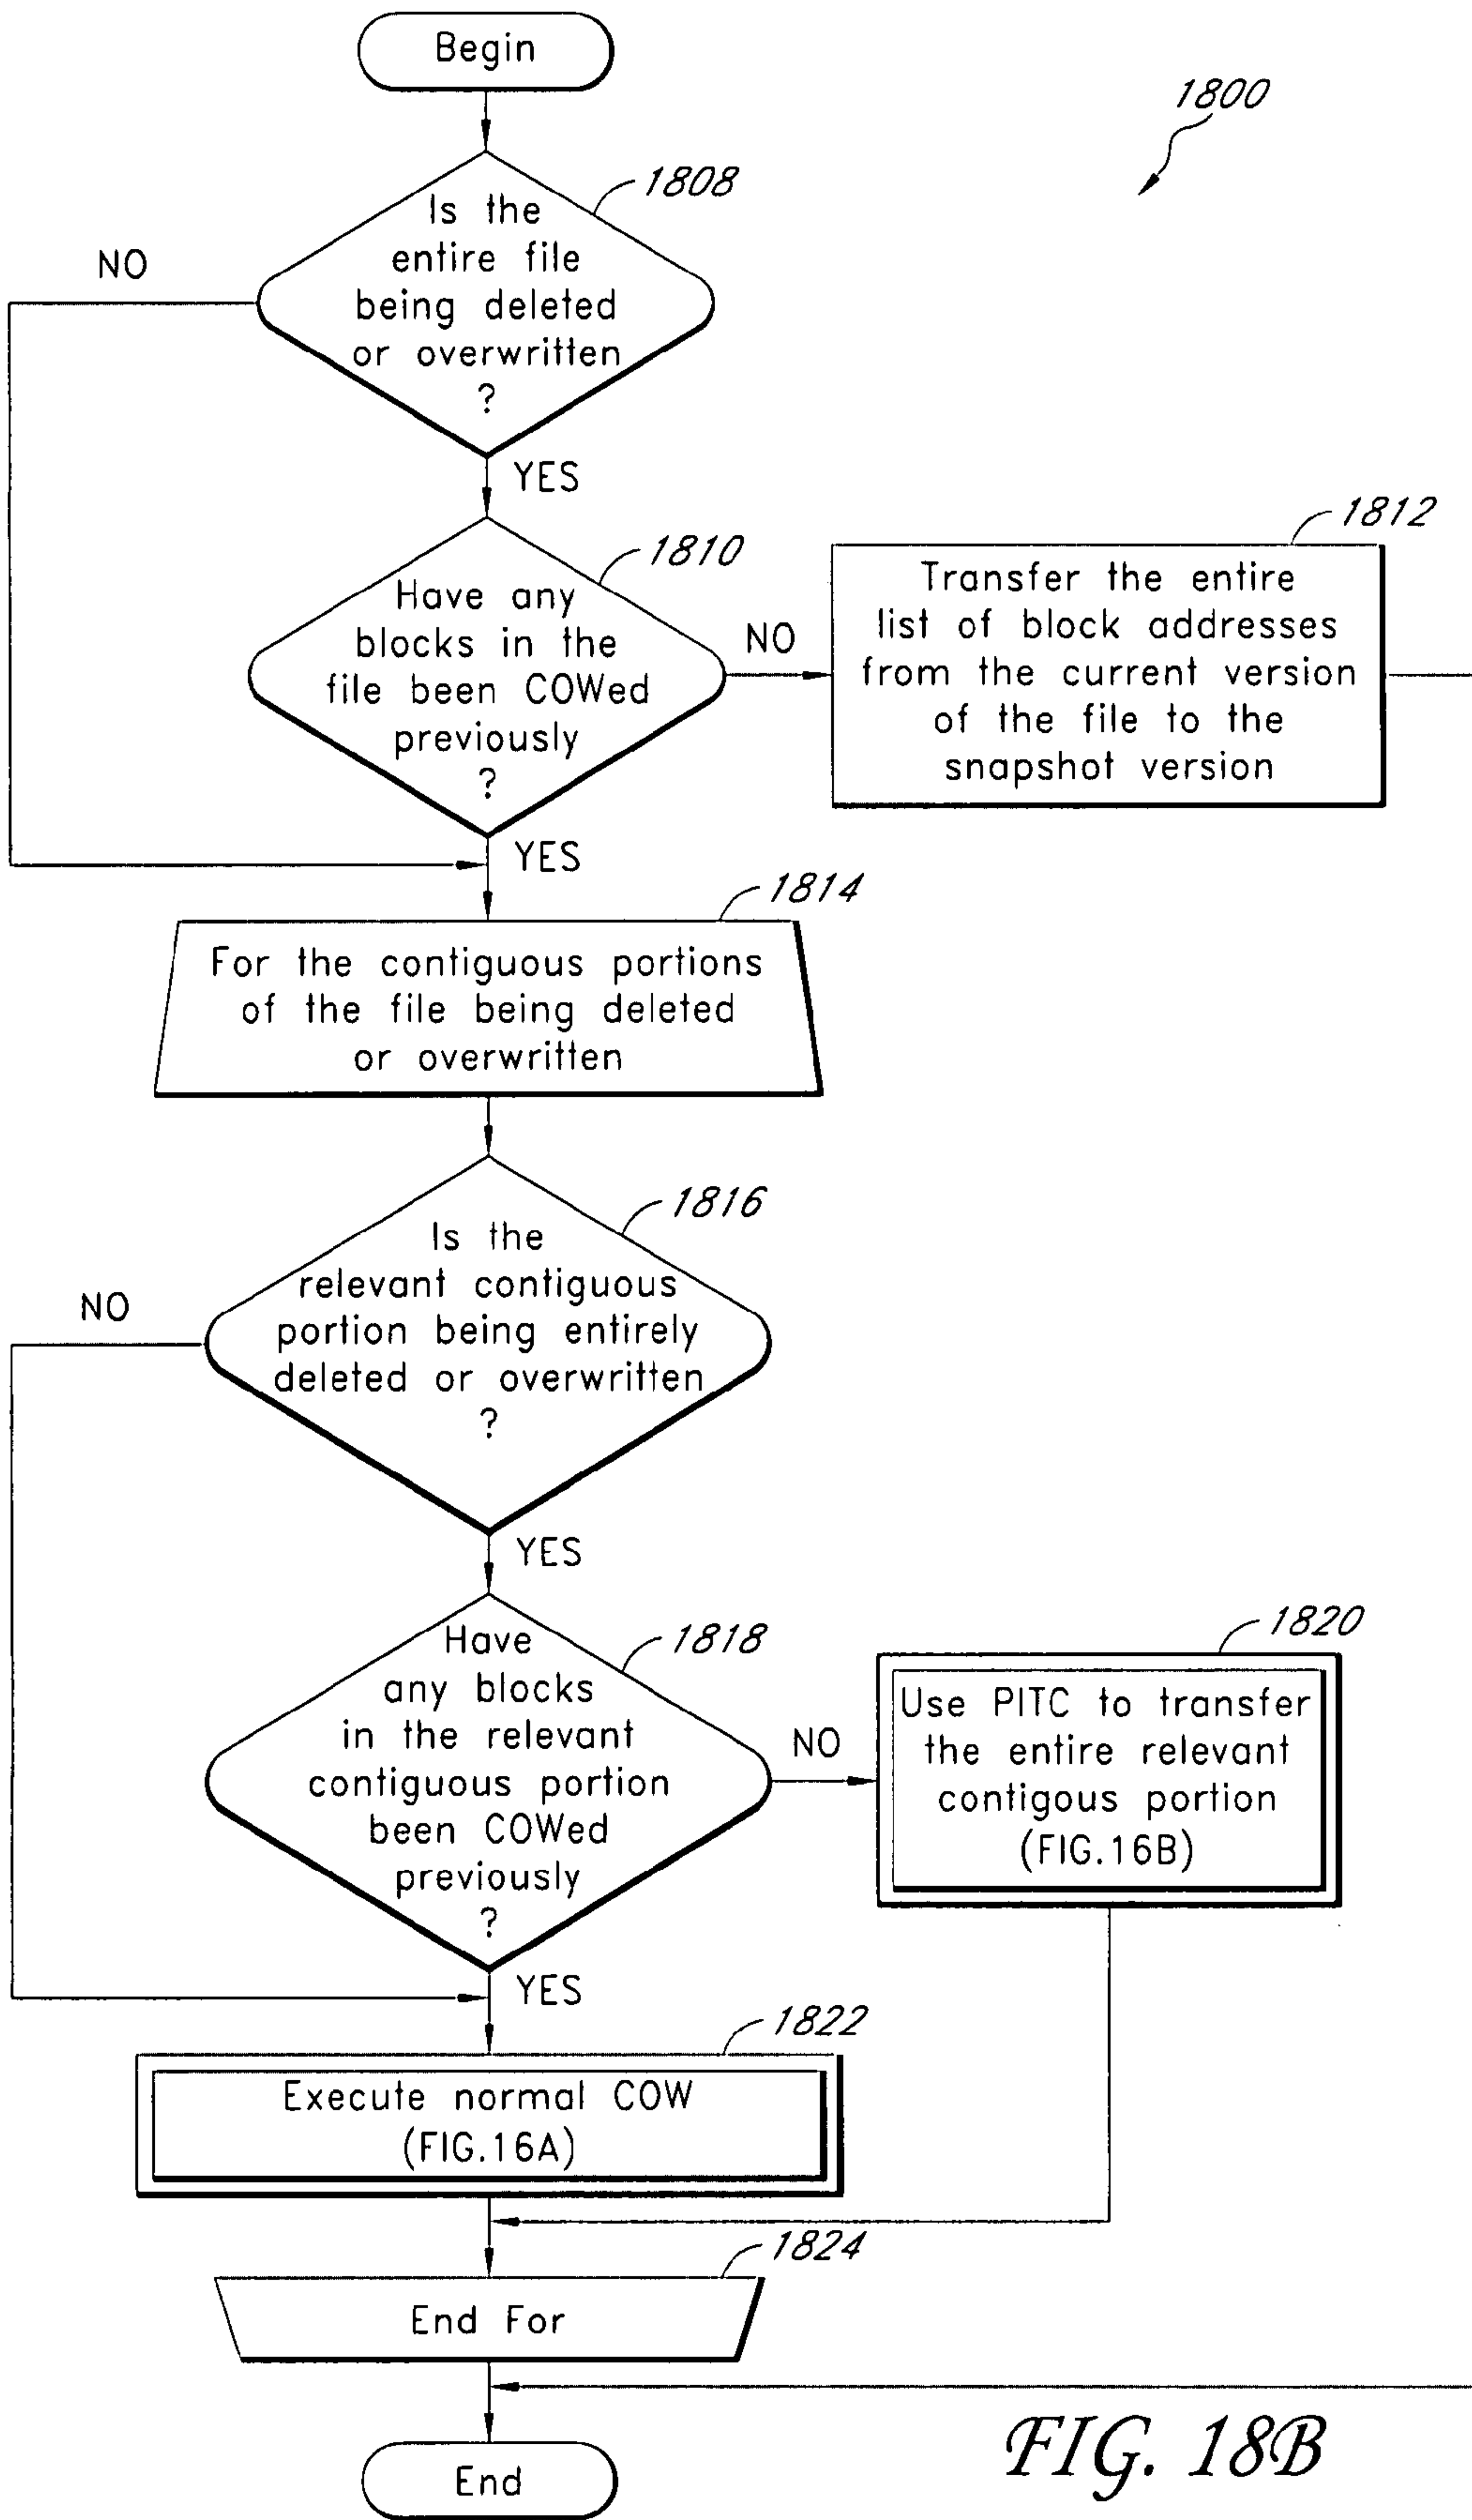 Begin
1800
1808
Is the
entire file
being deleted
or overwritten
?
NO
YES
1810
Have any
blocks in the
file been COWed
previously
?
NO
1812
Transfer the entire
list of block addresses
from the current version
of the file to the
snapshot version
YES
1814
For the contiguous portions
of the file being deleted
or overwritten
1816
Is the
relevant contiguous
portion being entirely
deleted or overwritten
?
NO
YES
1818
Have
any blocks
in the relevant
contiguous portion
been COWed
previously
?
NO
1820
Use PITC to transfer
the entire relevant
contigous portion
(FIG.16B)
YES
1822
Execute normal COW
(FIG.16A)
1824
End For
End
FIG. 18B